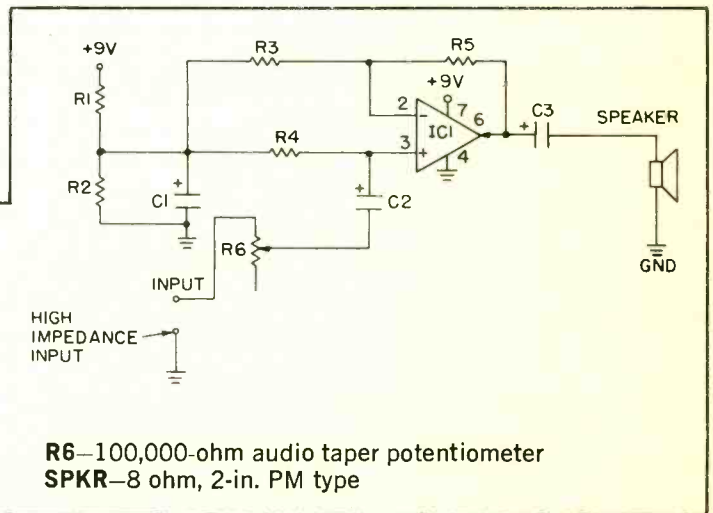 +9V
R1
R2
R3
R4
R5
R6
C1
C2
C3
+9V
7
2
-
6
IC1
3
+
4
+
+
+
SPEAKER
GND
INPUT
HIGH
IMPEDANCE
INPUT
R6—100,000-ohm audio taper potentiometer
SPKR—8 ohm, 2-in. PM type